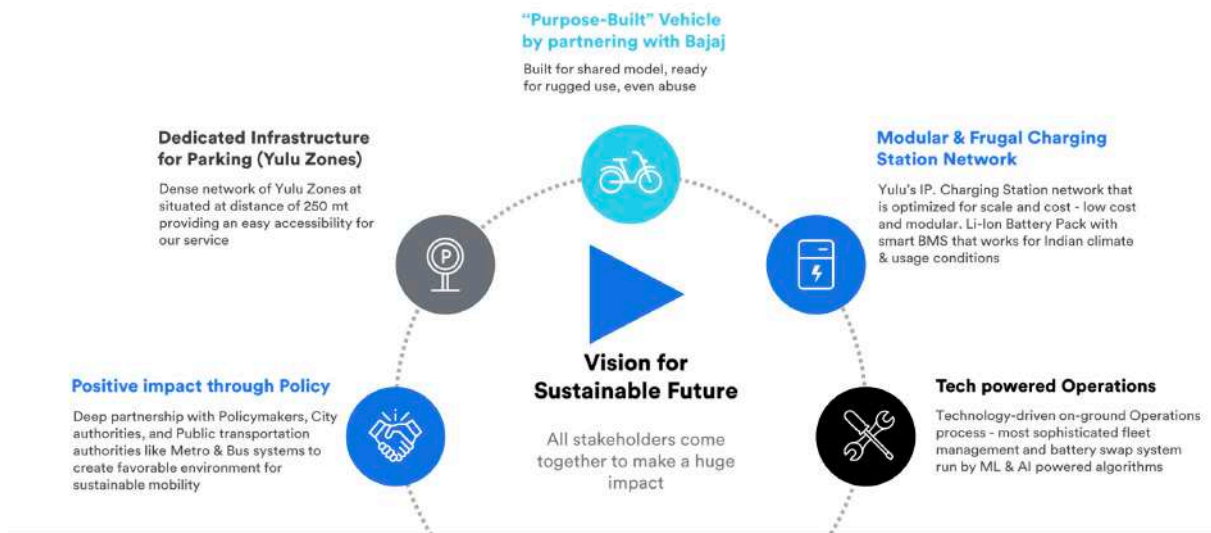 “Purpose-Built” Vehicle
by partnering with Bajaj
Built for shared model, ready
for rugged use, even abuse
Dedicated Infrastructure
for Parking (Yulu Zones)
Dense network of Yulu Zones at
situated at distance of 250 mt
providing an easy accessibility for
our service
P
Modular & Frugal Charging
Station Network
Yulu's IP. Charging Station network that
is optimized for scale and cost - low cost
and modular. Li-Ion Battery Pack with
smart BMS that works for Indian climate
& usage conditions
Positive impact through Policy
Deep partnership with Policymakers, City
authorities, and Public transportation
authorities like Metro & Bus systems to
create favorable environment for
sustainable mobility
Vision for
Sustainable Future
All stakeholders come
together to make a huge
impact
Tech powered Operations
Technology-driven on-ground Operations
process - most sophisticated fleet
management and battery swap system
run by ML & AI powered algorithms